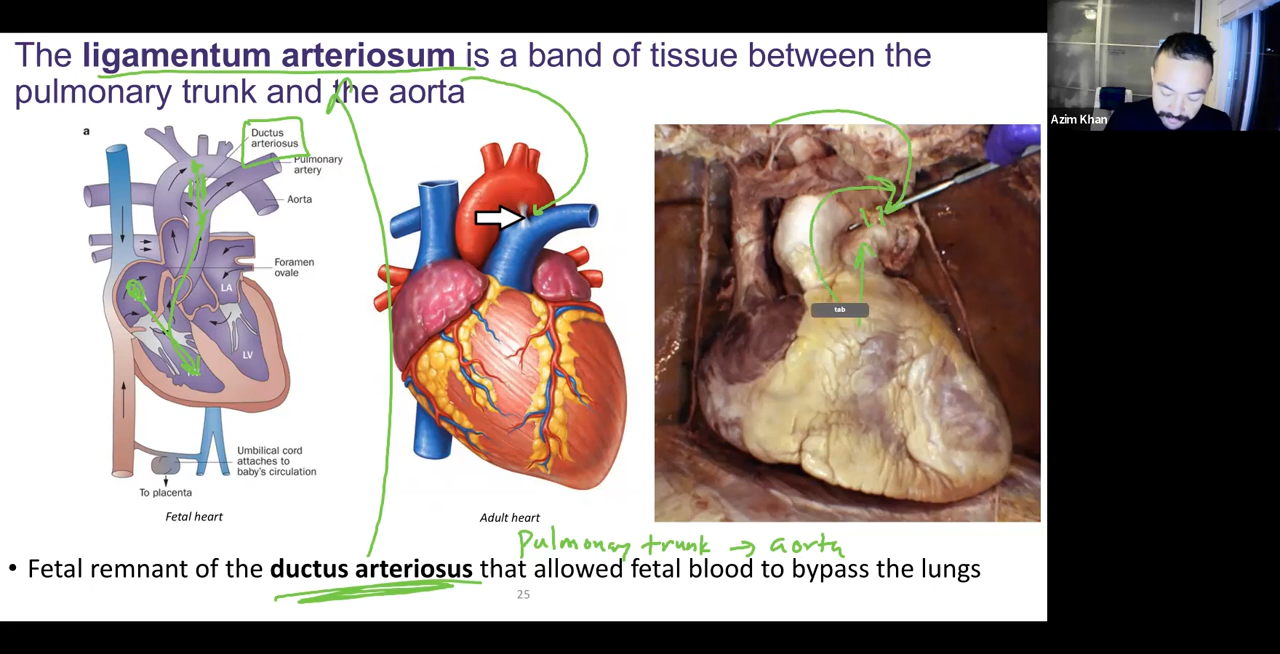 The ligamentum arteriosum is a band of tissue between the
pulmonary trunk and the aorta
Azim Khan
a
Ductus
arteriosus
Pulmonary
artery
Aorta
Foramen
ovale
LA
LV
Umbilical cord
attaches to
baby's circulation
To placenta
Fetal heart
Adult heart
tab
Pulmonary trunk → aorta
• Fetal remnant of the ductus arteriosus that allowed fetal blood to bypass the lungs
25